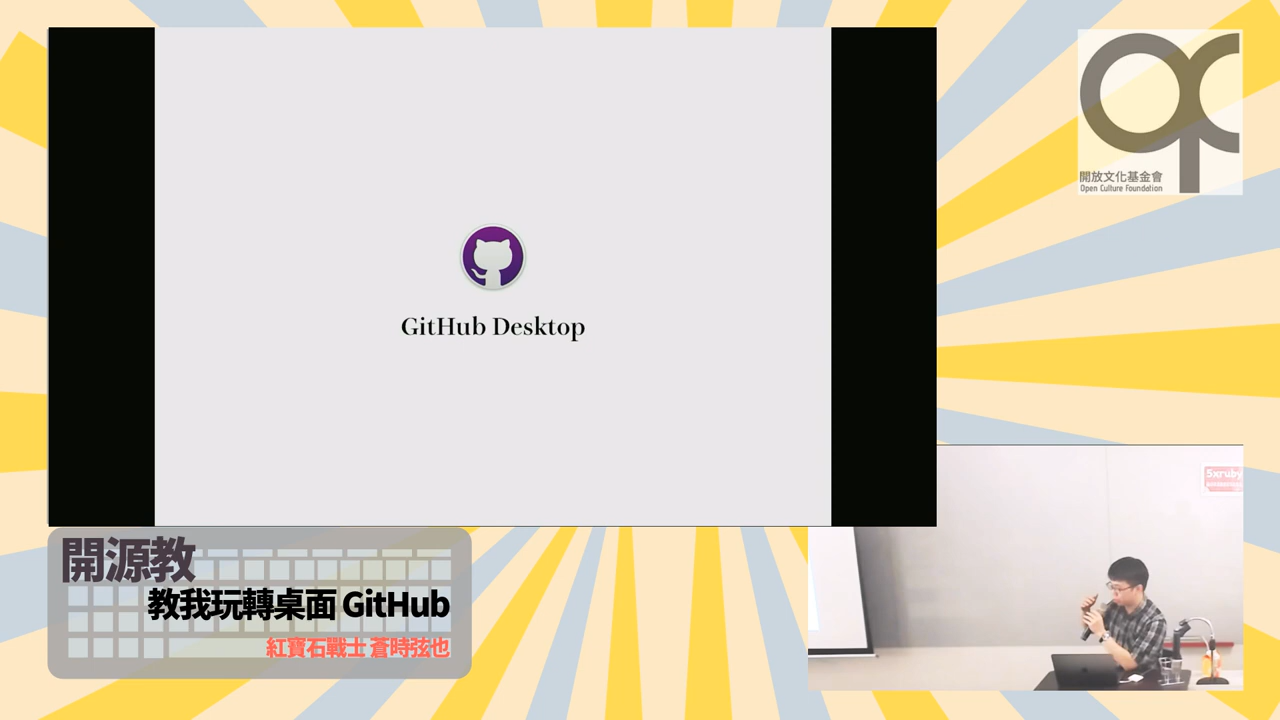 GitHub Desktop
開放文化基金會
Open Culture Foundation
5xruby
開源教
教我玩轉桌面 GitHub
紅寶石戰士 蒼時弦也